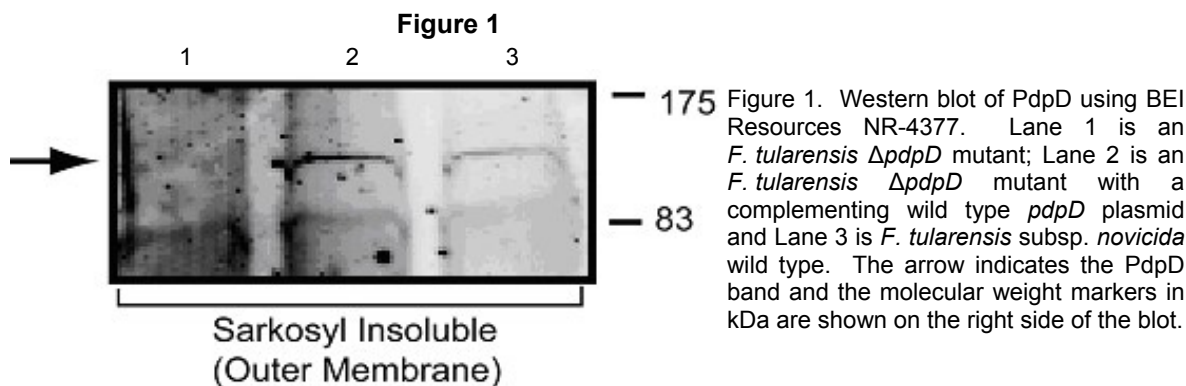 Figure 1
1 2 3
175
83
Sarkosyl Insoluble
(Outer Membrane)
Figure 1. Western blot of PdpD using BEI
Resources NR-4377. Lane 1 is an
F. tularensis ΔpdpD mutant; Lane 2 is an
F. tularensis ΔpdpD mutant with a
complementing wild type pdpD plasmid
and Lane 3 is F. tularensis subsp. novicida
wild type. The arrow indicates the PdpD
band and the molecular weight markers in
kDa are shown on the right side of the blot.